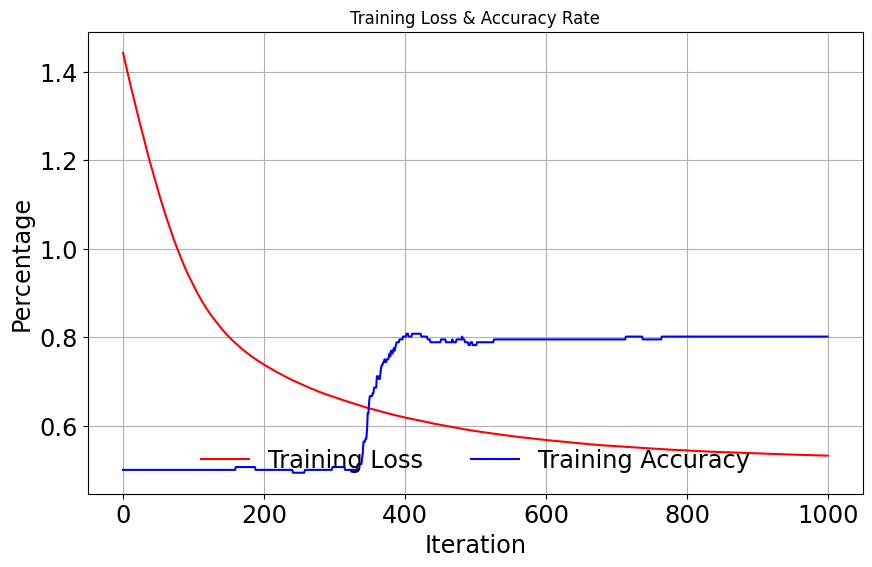 Training Loss & Accuracy Rate
1.4
1.2
1.0
0.8
0.6
Percentage
Training Loss
Training Accuracy
0 200 400 600 800 1000
Iteration